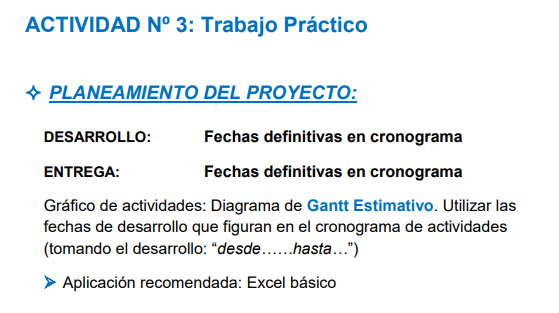 ACTIVIDAD Nº 3: Trabajo Práctico
PLANEAMIENTO DEL PROYECTO:
DESARROLLO: Fechas definitivas en cronograma
ENTREGA: Fechas definitivas en cronograma
Gráfico de actividades: Diagrama de Gantt Estimativo. Utilizar las
fechas de desarrollo que figuran en el cronograma de actividades
(tomando el desarrollo: “desde……hasta…”)
Aplicación recomendada: Excel básico